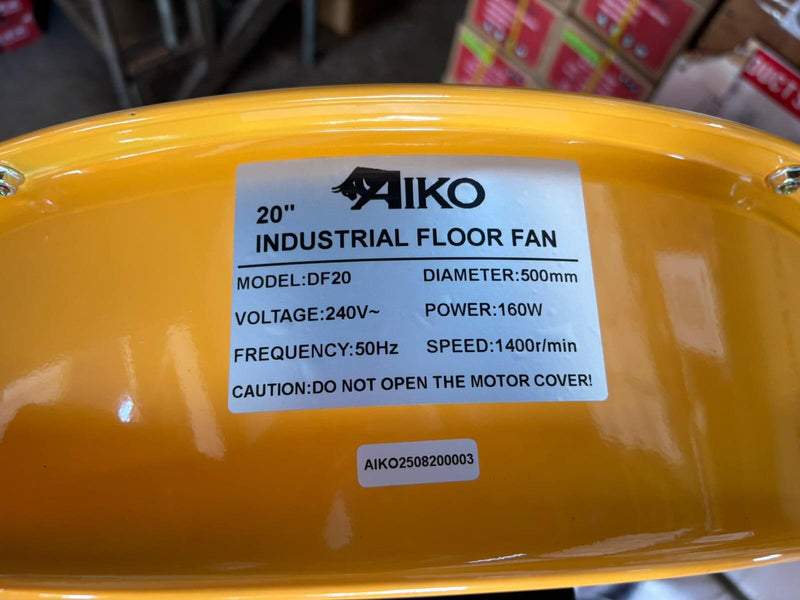 AIKO
20"
INDUSTRIAL FLOOR FAN
MODEL:DF20 DIAMETER:500mm
VOLTAGE:240V~ POWER:160W
FREQUENCY:50Hz SPEED:1400r/min
CAUTION:DO NOT OPEN THE MOTOR COVER!
AIKO2508200003